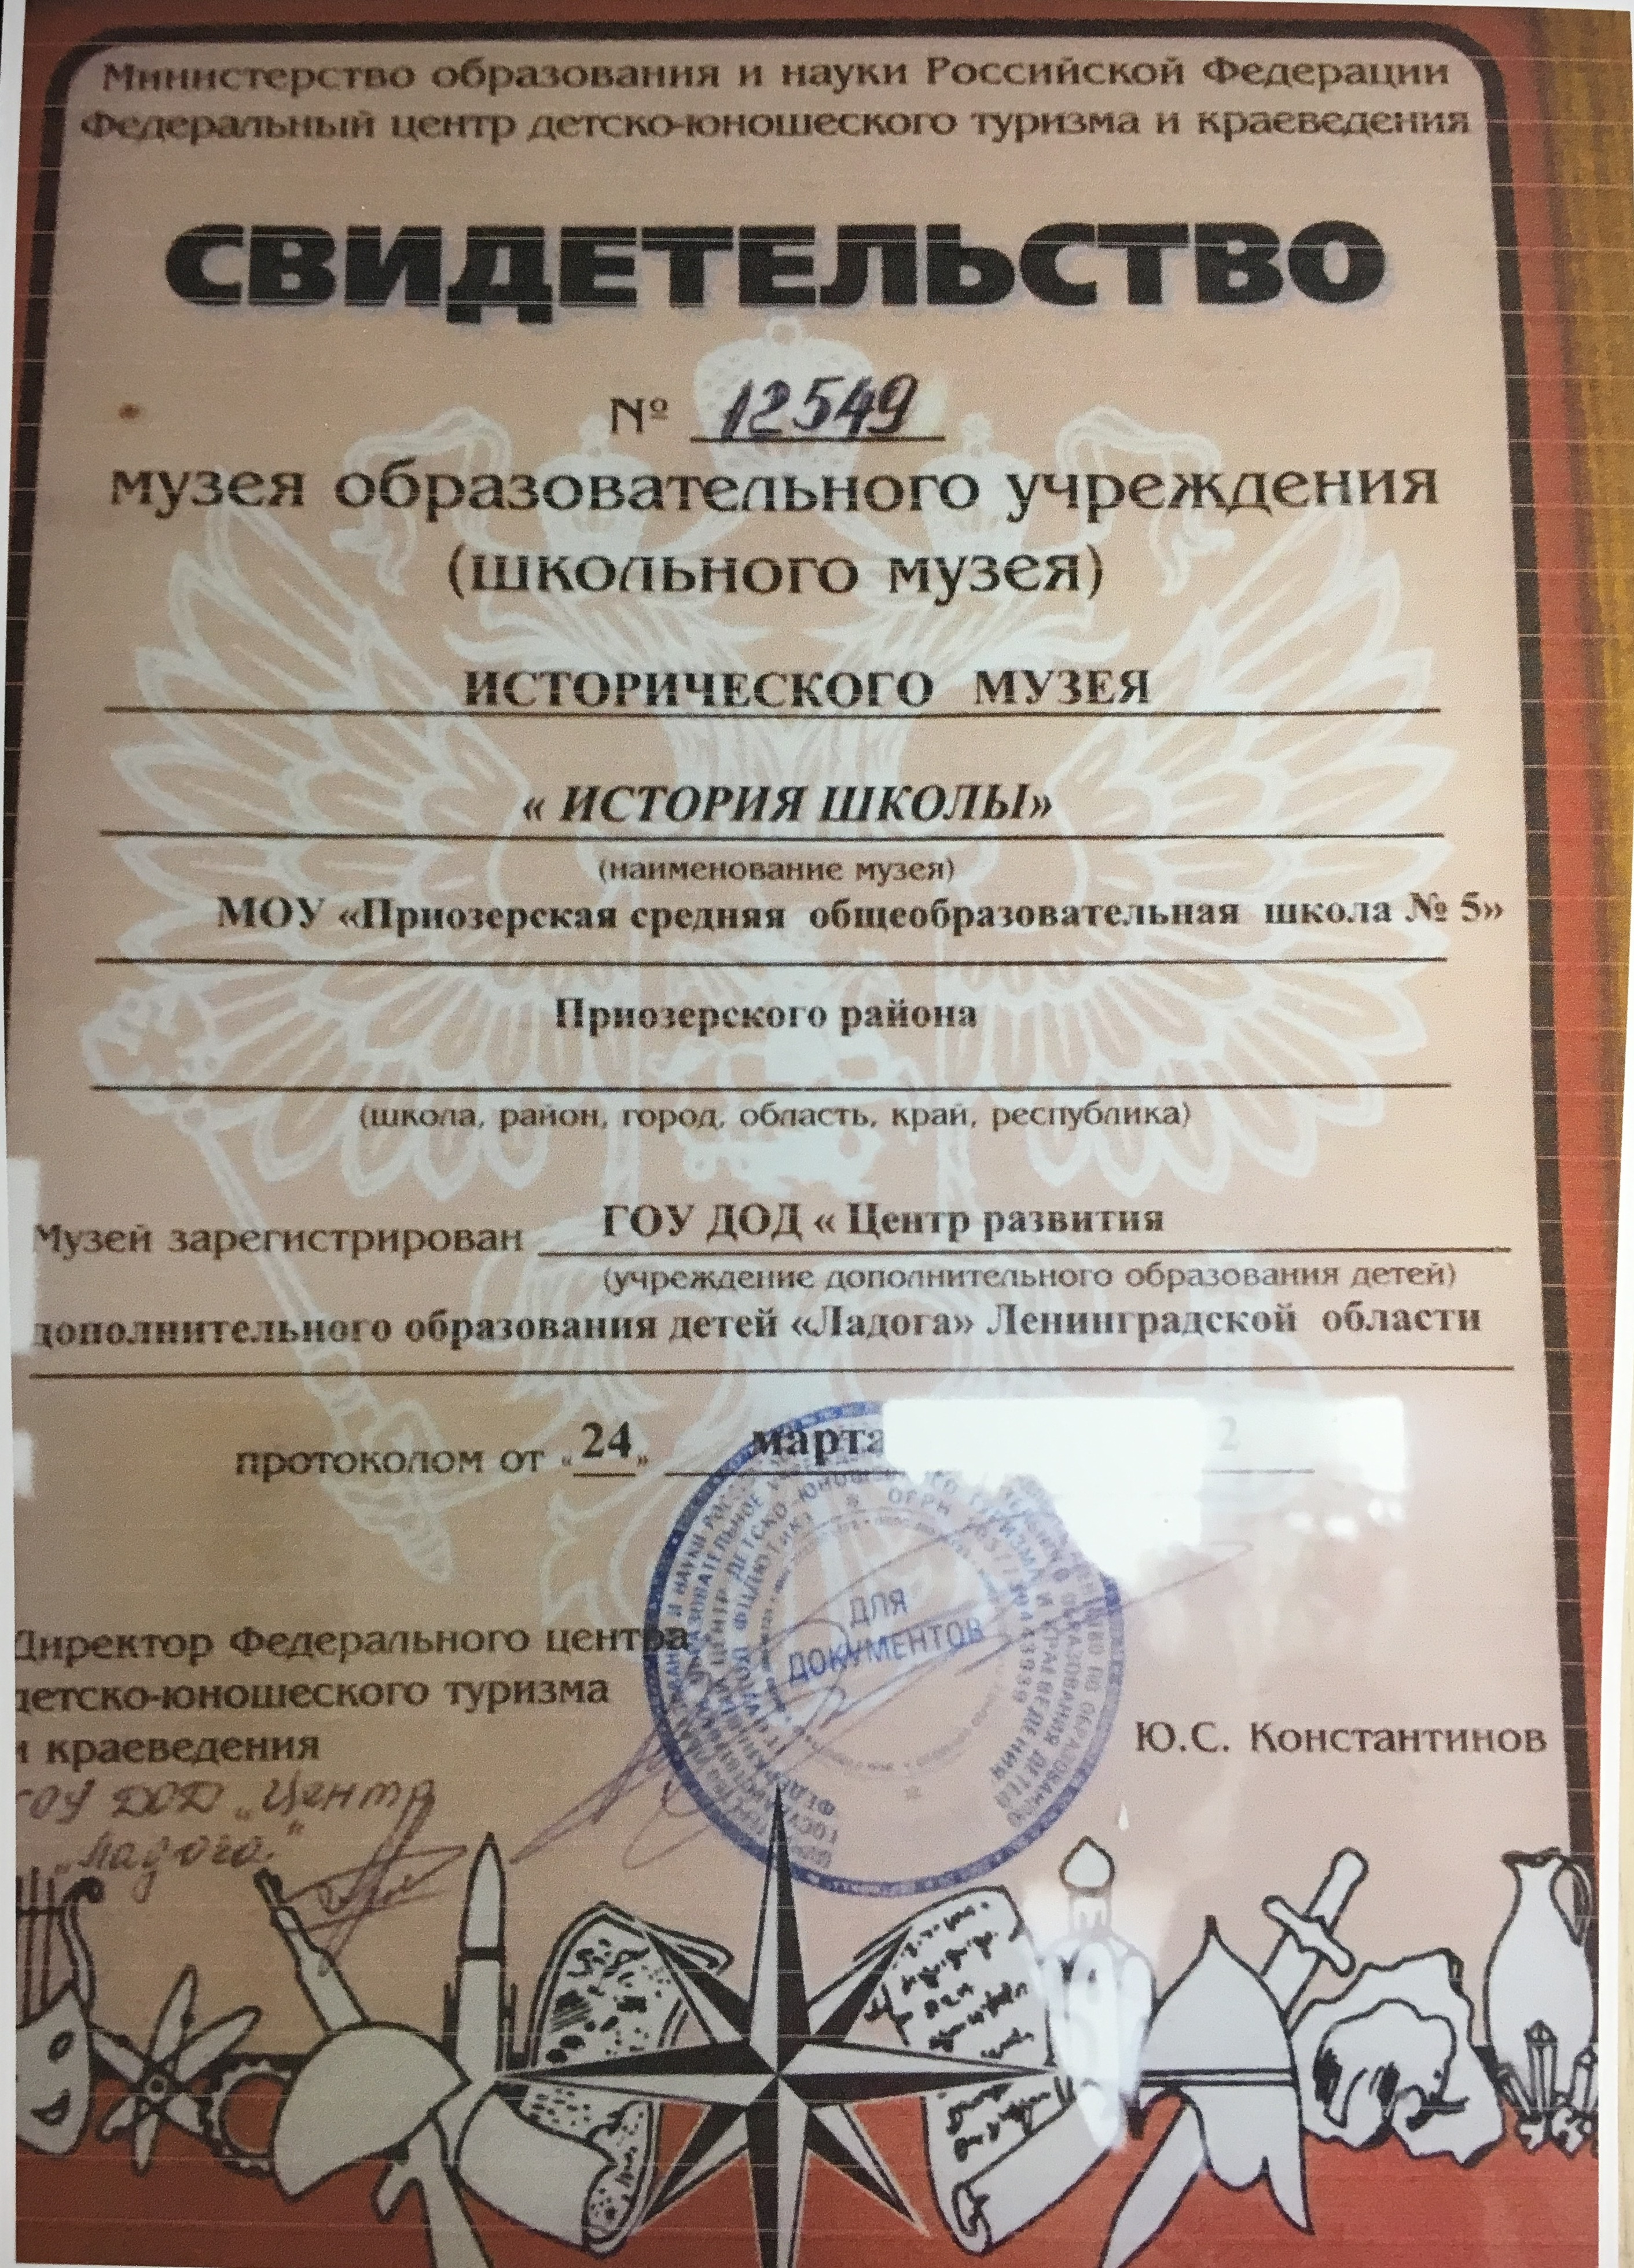 Министерство образования и науки Российской Федерации
Федеральный центр детско-юношеского туризма и краеведения
СВИДЕТЕЛЬСТВО
№ 12549
музея образовательного учреждения
(школьного музея)
ИСТОРИЧЕСКОГО МУЗЕЯ
« ИСТОРИЯ ШКОЛЫ»
(наименование музея)
МОУ «Приозерская средняя общеобразовательная школа № 5»
Приозерского района
(школа, район, город, область, край, республика)
Музей зарегистрирован ГОУ ДОД « Центр развития
(учреждение дополнительного образования детей)
дополнительного образования детей «Ладога» Ленинградской области
протоколом от «24» марта 2
ДЛЯ
ДОКУМЕНТОВ
Директор Федерального центра
детско-юношеского туризма
и краеведения
Ю.С. Константинов
ГОУ ДОД „Центр
„Ладога"